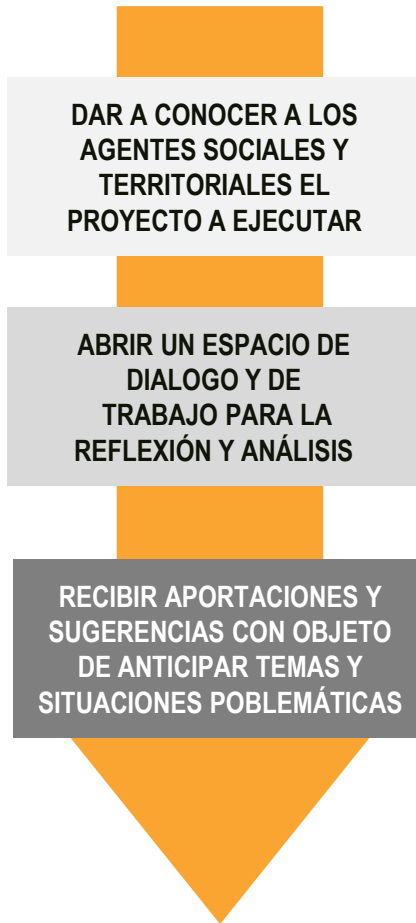 DAR A CONOCER A LOS
AGENTES SOCIALES Y
TERRITORIALES EL
PROYECTO A EJECUTAR
ABRIR UN ESPACIO DE
DIALOGO Y DE
TRABAJO PARA LA
REFLEXIÓN Y ANÁLISIS
RECIBIR APORTACIONES Y
SUGERENCIAS CON OBJETO
DE ANTICIPAR TEMAS Y
SITUACIONES POBLEMÁTICAS